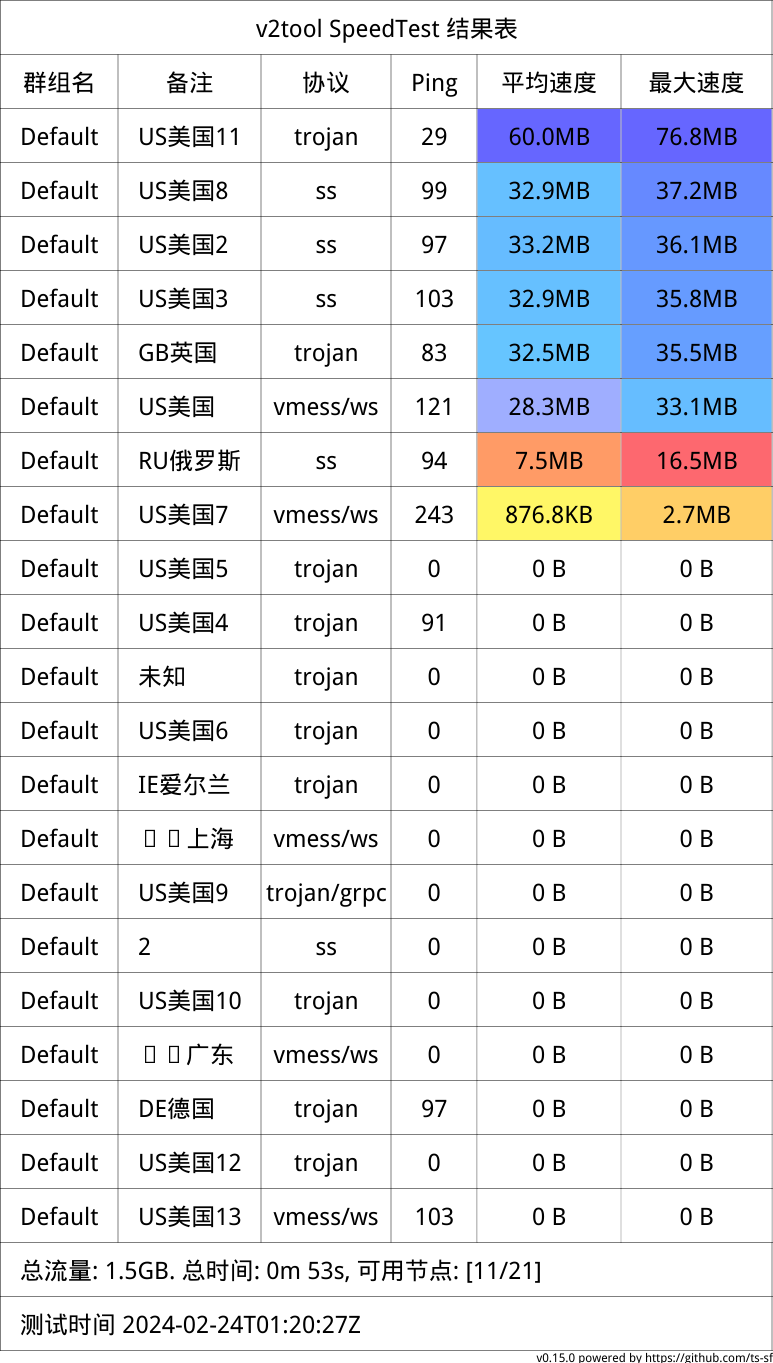 v2tool SpeedTest 结果表
群组名 备注 协议 Ping 平均速度 最大速度
Default US美国11 trojan 29 60.0MB 76.8MB
Default US美国8 ss 99 32.9MB 37.2MB
Default US美国2 ss 97 33.2MB 36.1MB
Default US美国3 ss 103 32.9MB 35.8MB
Default GB英国 trojan 83 32.5MB 35.5MB
Default US美国 vmess/ws 121 28.3MB 33.1MB
Default RU俄罗斯 ss 94 7.5MB 16.5MB
Default US美国7 vmess/ws 243 876.8KB 2.7MB
Default US美国5 trojan 0 0 B 0 B
Default US美国4 trojan 91 0 B 0 B
Default 未知 trojan 0 0 B 0 B
Default US美国6 trojan 0 0 B 0 B
Default IE爱尔兰 trojan 0 0 B 0 B
Default 上海 vmess/ws 0 0 B 0 B
Default US美国9 trojan/grpc 0 0 B 0 B
Default 2 ss 0 0 B 0 B
Default US美国10 trojan 0 0 B 0 B
Default 广东 vmess/ws 0 0 B 0 B
Default DE德国 trojan 97 0 B 0 B
Default US美国12 trojan 0 0 B 0 B
Default US美国13 vmess/ws 103 0 B 0 B
总流量: 1.5GB. 总时间: 0m 53s, 可用节点: [11/21]
测试时间 2024-02-24T01:20:27Z
v0.15.0 powered by https://github.com/ts-sf